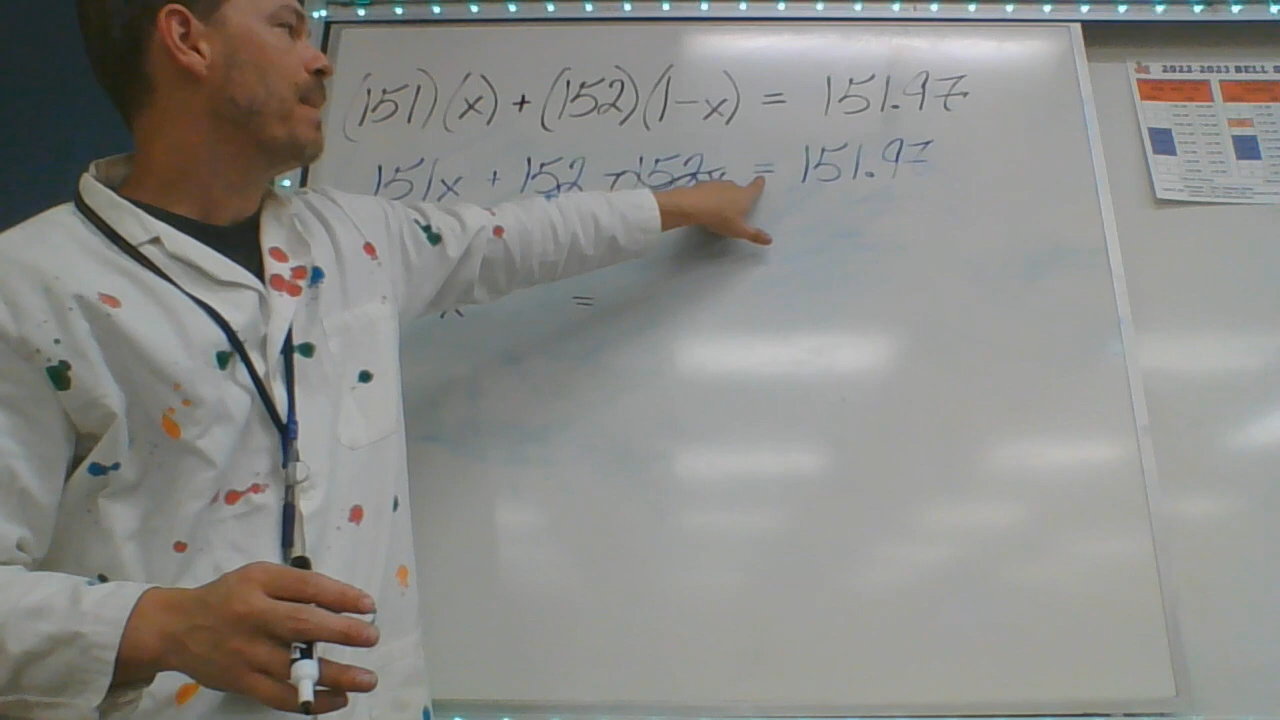 (151)(x) + (152)(1-x) = 151.97
151x + 152 - 152x = 151.97
=
2022-2023 BELL